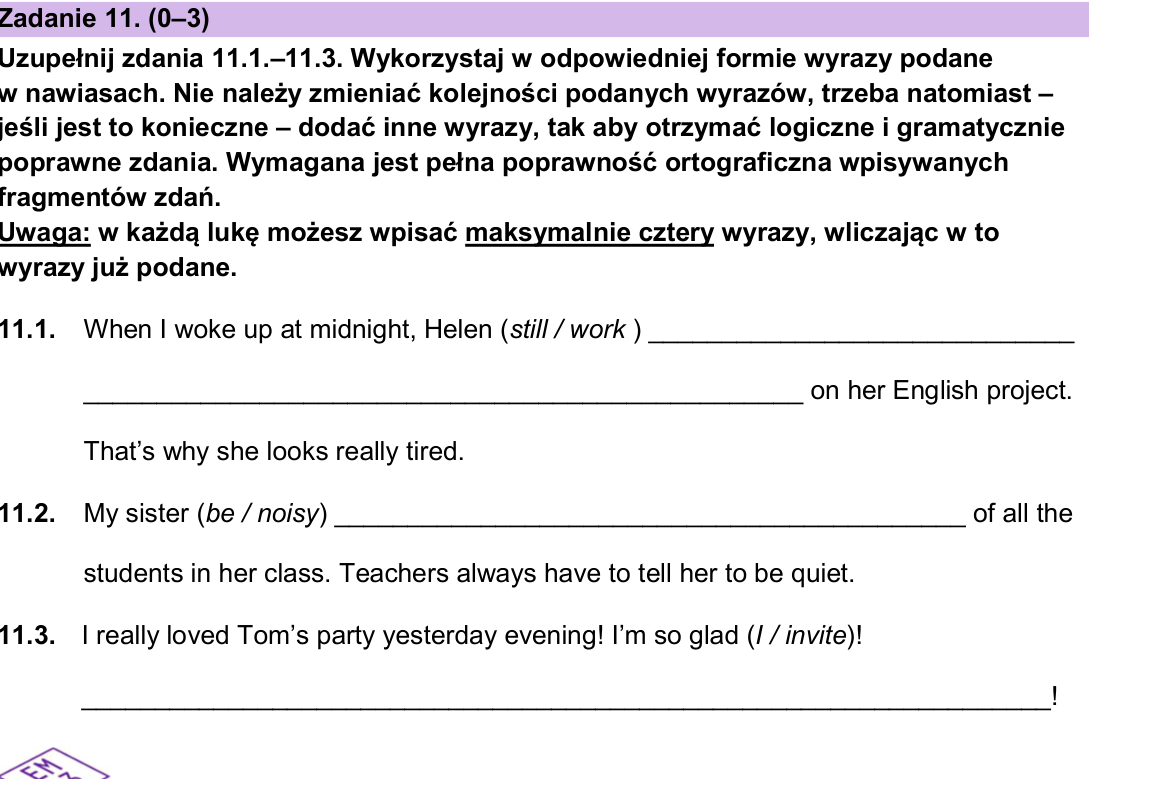 Zadanie 11. (0–3)
Uzupełnij zdania 11.1.–11.3. Wykorzystaj w odpowiedniej formie wyrazy podane
w nawiasach. Nie należy zmieniać kolejności podanych wyrazów, trzeba natomiast –
jeśli jest to konieczne – dodać inne wyrazy, tak aby otrzymać logiczne i gramatycznie
poprawne zdania. Wymagana jest pełna poprawność ortograficzna wpisywanych
fragmentów zdań.
Uwaga: w każdą lukę możesz wpisać maksymalnie cztery wyrazy, wliczając w to
wyrazy już podane.
11.1. When I woke up at midnight, Helen (still / work ) ______________________________
__________________________________________________ on her English project.
That’s why she looks really tired.
11.2. My sister (be / noisy) ____________________________________________ of all the
students in her class. Teachers always have to tell her to be quiet.
11.3. I really loved Tom’s party yesterday evening! I’m so glad (I / invite)!
____________________________________________________________________!
EM